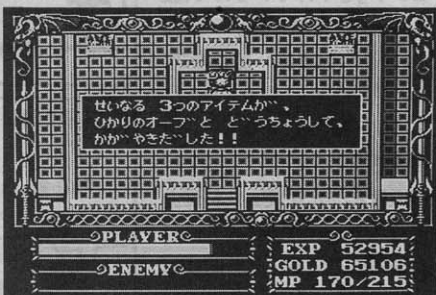 せいなる 3つのアイテムが、
ひかりのオーブと どうちょうして、
かがやきだした!!
PLAYER
ENEMY
EXP 52954
GOLD 65106
MP 170/215